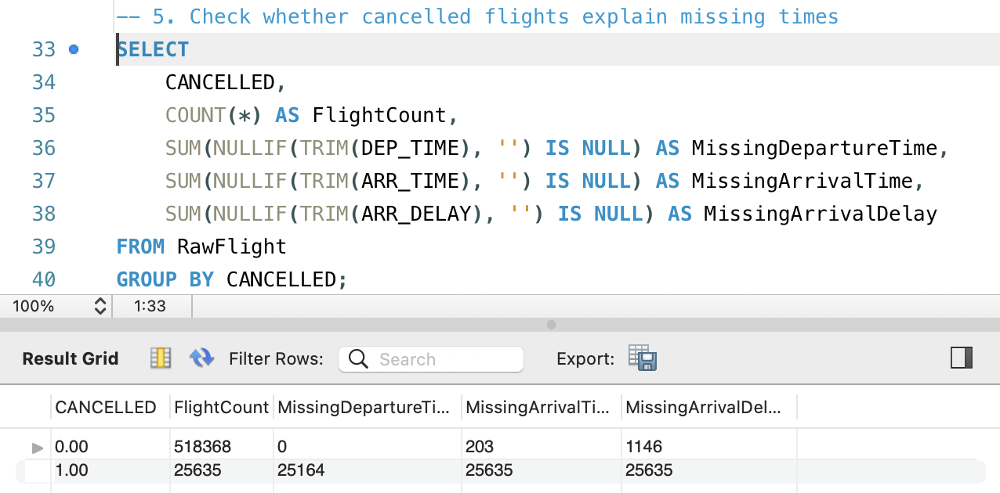 -- 5. Check whether cancelled flights explain missing times
33 SELECT
34 CANCELLED,
35 COUNT(*) AS FlightCount,
36 SUM(NULLIF(TRIM(DEP_TIME), '') IS NULL) AS MissingDepartureTime,
37 SUM(NULLIF(TRIM(ARR_TIME), '') IS NULL) AS MissingArrivalTime,
38 SUM(NULLIF(TRIM(ARR_DELAY), '') IS NULL) AS MissingArrivalDelay
39 FROM RawFlight
40 GROUP BY CANCELLED;
100% 1:33
Result Grid Filter Rows: Search Export:
CANCELLED FlightCount MissingDepartureTi... MissingArrivalTi... MissingArrivalDel...
0.00 518368 0 203 1146
1.00 25635 25164 25635 25635